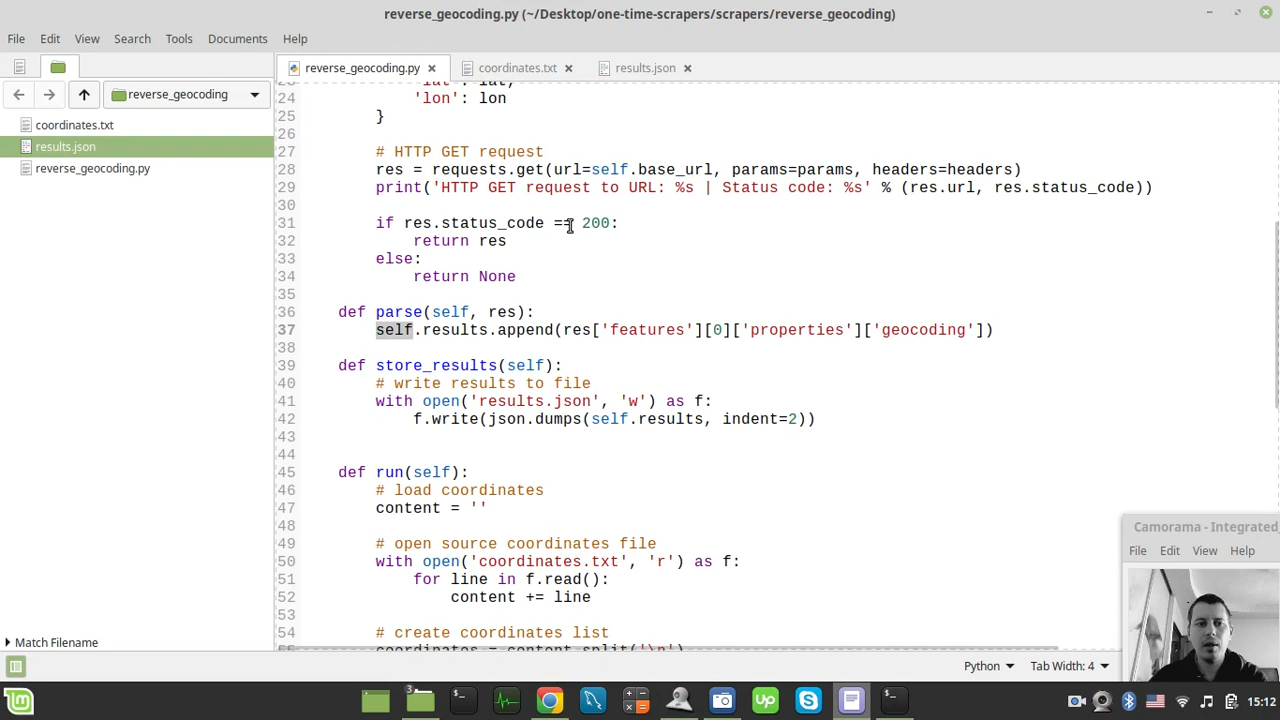 reverse_geocoding.py (~/Desktop/one-time-scrapers/scrapers/reverse_geocoding)
File Edit View Search Tools Documents Help
reverse_geocoding.py coordinates.txt results.json
reverse_geocoding
coordinates.txt
results.json
reverse_geocoding.py
24 'lon': lon
25 }
26
27 # HTTP GET request
28 res = requests.get(url=self.base_url, params=params, headers=headers)
29 print('HTTP GET request to URL: %s | Status code: %s' % (res.url, res.status_code))
30
31 if res.status_code == 200:
32 return res
33 else:
34 return None
35
36 def parse(self, res):
37 self.results.append(res['features'][0]['properties']['geocoding'])
38
39 def store_results(self):
40 # write results to file
41 with open('results.json', 'w') as f:
42 f.write(json.dumps(self.results, indent=2))
43
44
45 def run(self):
46 # load coordinates
47 content = ''
48
49 # open source coordinates file
50 with open('coordinates.txt', 'r') as f:
51 for line in f.read():
52 content += line
53
54 # create coordinates list
55 coordinates = content.split('\n')
Match Filename
Python Tab Width: 4
Camorama - Integrated
File Edit View Help
3
Up
15:12